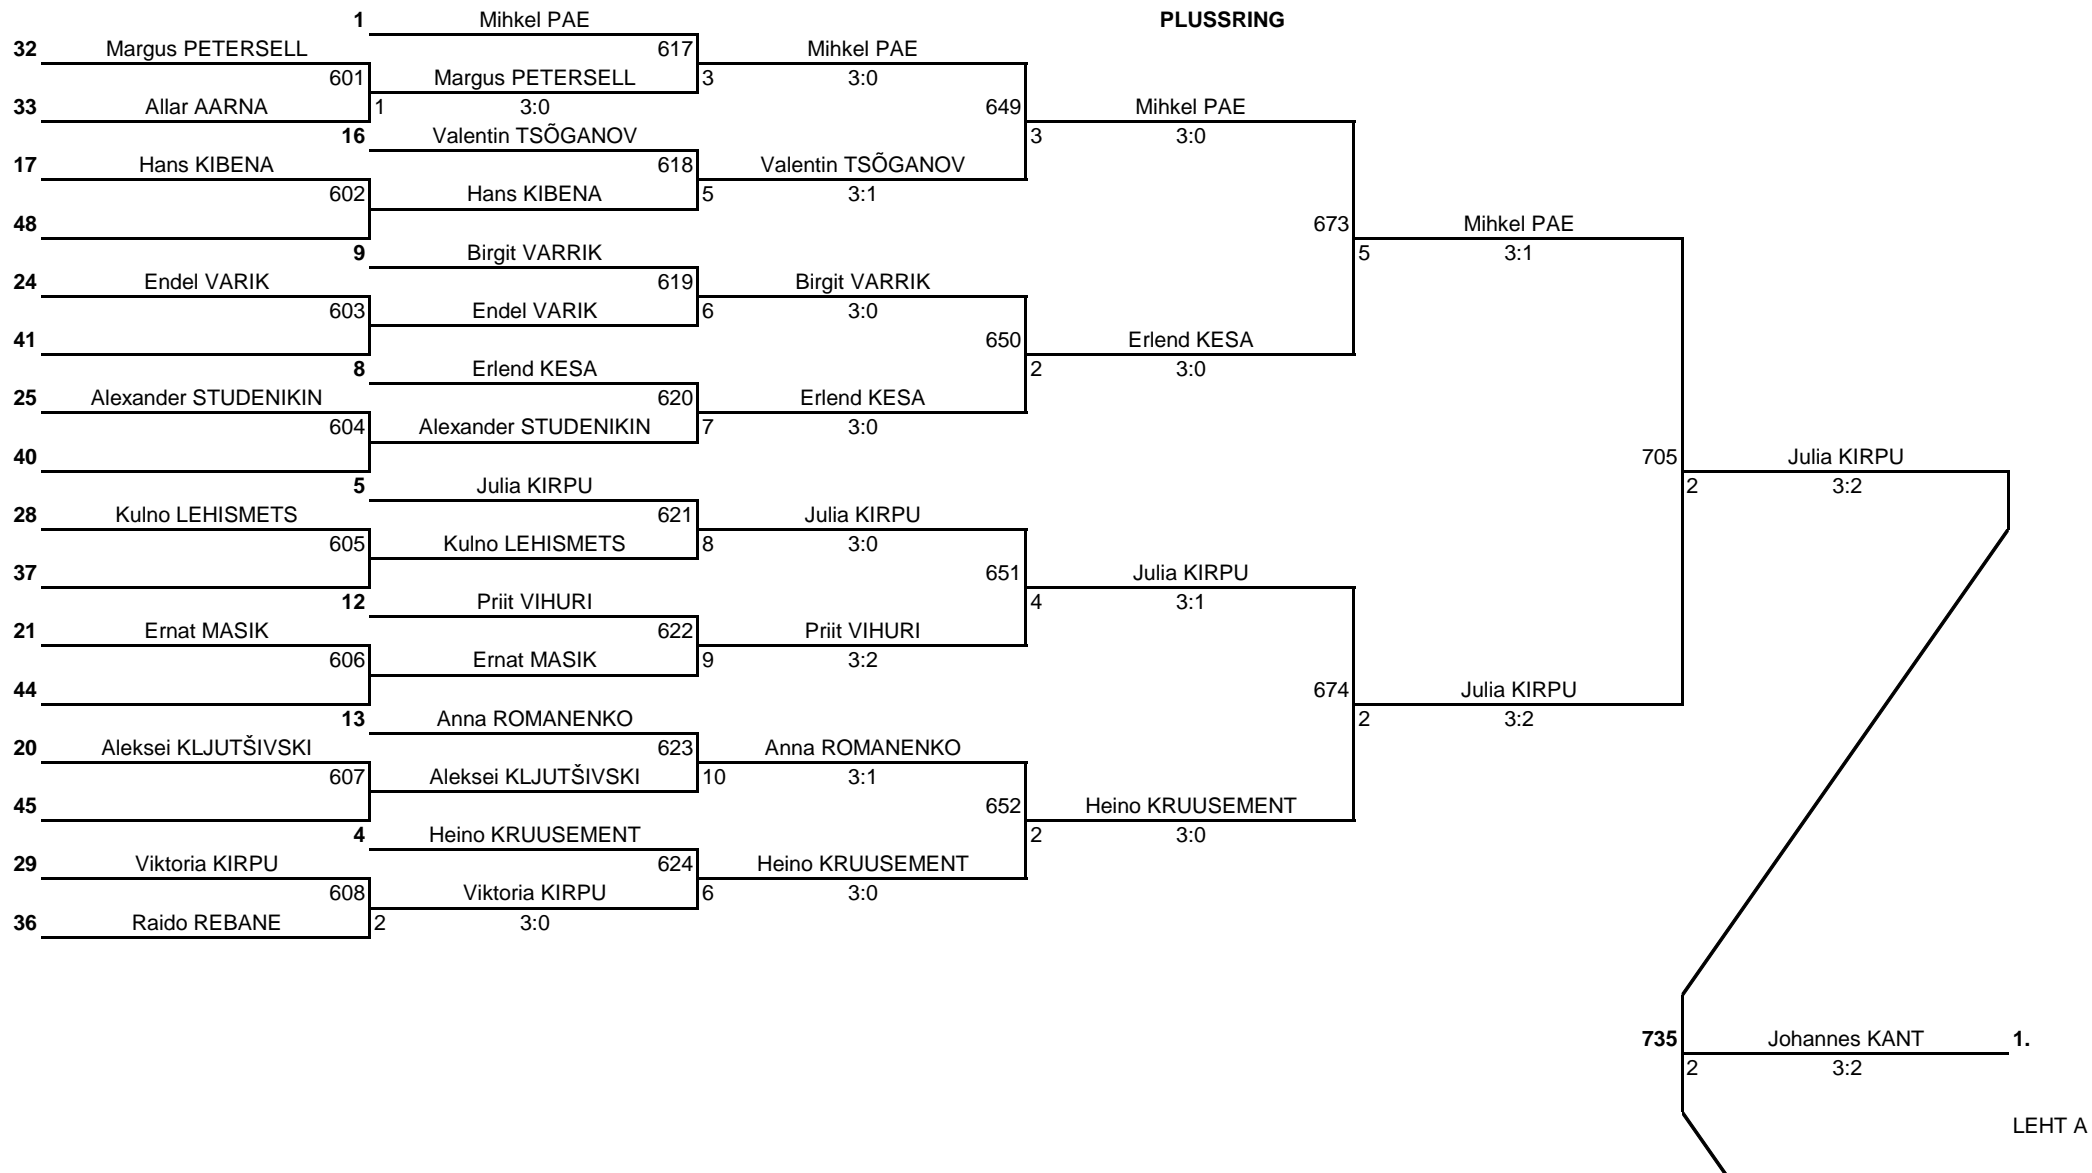 1 Mihkel PAE PLUSSRING
32 Margus PETERSELL 617 Mihkel PAE
601 Margus PETERSELL 3 3:0
33 Allar AARNA 1 3:0 649 Mihkel PAE
16 Valentin TSÕGANOV 3 3:0
17 Hans KIBENA 618 Valentin TSÕGANOV
602 Hans KIBENA 5 3:1
48 673 Mihkel PAE
9 Birgit VARRIK 5 3:1
24 Endel VARIK 619 Birgit VARRIK
603 Endel VARIK 6 3:0
41 650 Erlend KESA
8 Erlend KESA 2 3:0
25 Alexander STUDENIKIN 620 Erlend KESA
604 Alexander STUDENIKIN 7 3:0
40 705 Julia KIRPU
5 Julia KIRPU 2 3:2
28 Kulno LEHISMETS 621 Julia KIRPU
605 Kulno LEHISMETS 8 3:0
37 651 Julia KIRPU
12 Priit VIHURI 4 3:1
21 Ernat MASIK 622 Priit VIHURI
606 Ernat MASIK 9 3:2
44 674 Julia KIRPU
13 Anna ROMANENKO 2 3:2
20 Aleksei KLJUTŠIVSKI 623 Anna ROMANENKO
607 Aleksei KLJUTŠIVSKI 10 3:1
45 652 Heino KRUUSEMENT
4 Heino KRUUSEMENT 2 3:0
29 Viktoria KIRPU 624 Heino KRUUSEMENT
608 Viktoria KIRPU 6 3:0
36 Raido REBANE 2 3:0
735 Johannes KANT 1.
2 3:2
LEHT A